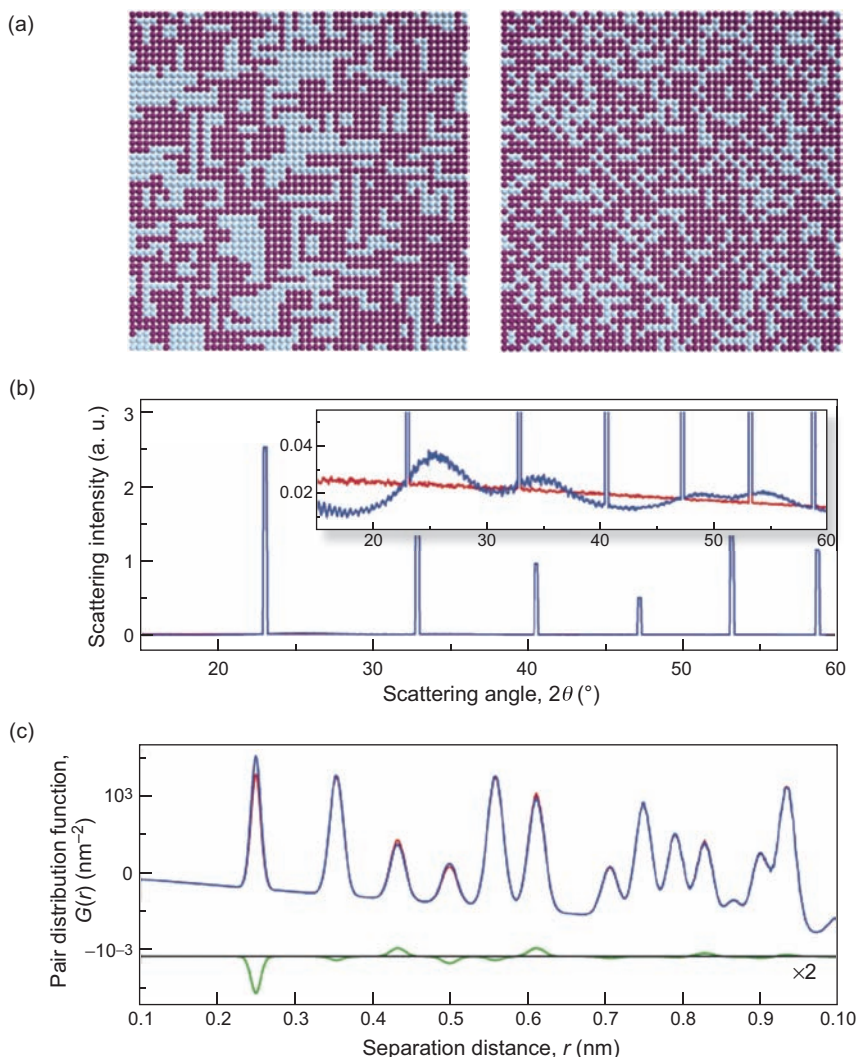 (a)
(b)
Scattering intensity (a. u.)
3
2
1
0
0.04
0.02
20 30 40 50 60
20 30 40 50 60
Scattering angle, 2θ (°)
(c)
Pair distribution function,
G(r) (nm−2)
103
0
−10−3
×2
0.1 0.2 0.3 0.4 0.5 0.6 0.7 0.8 0.9 0.10
Separation distance, r (nm)